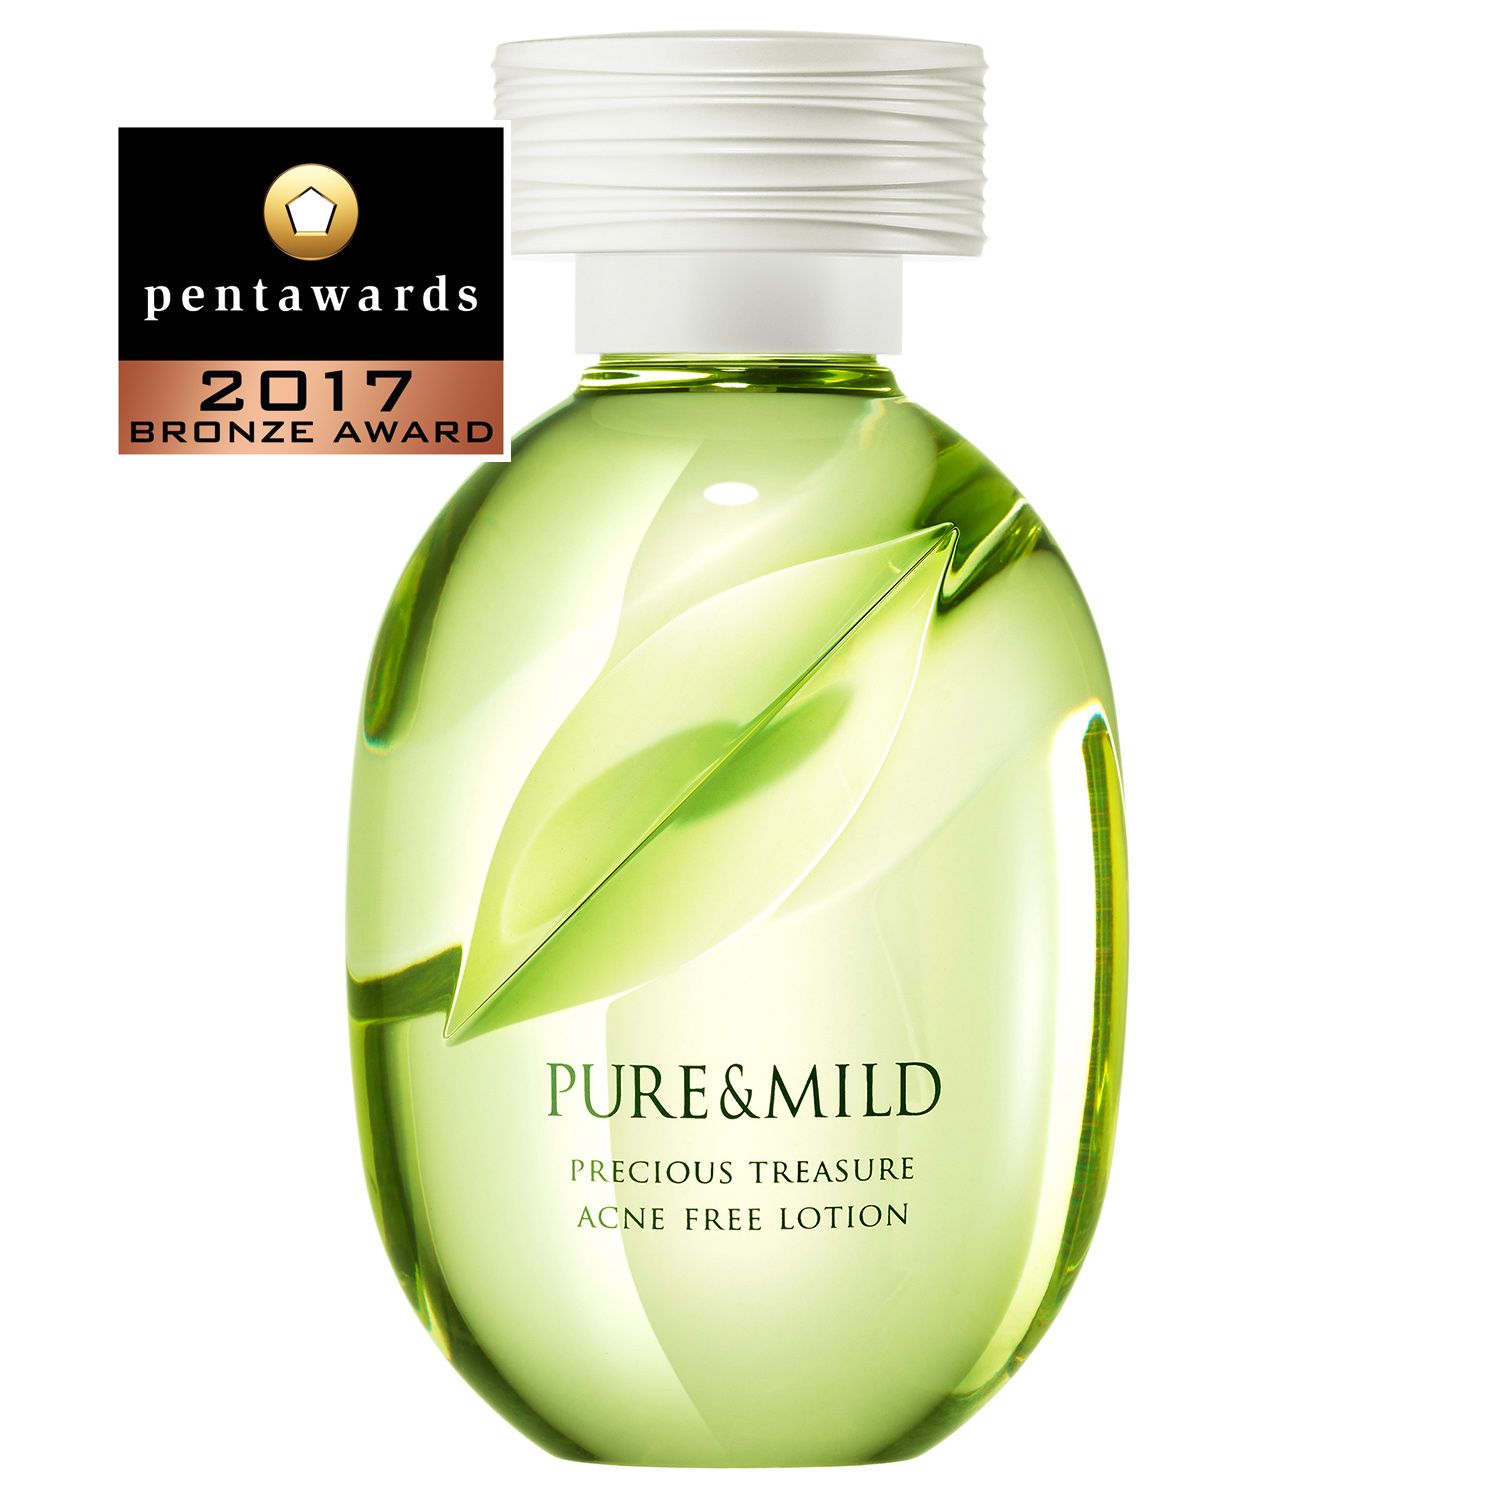 pentawards
2017
BRONZE AWARD
PURE&MILD
PRECIOUS TREASURE
ACNE FREE LOTION